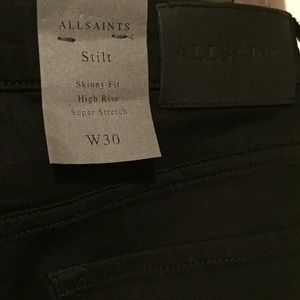 ALLSAINTS
Stilt
Skinny Fit
High Rise
Super Stretch
W30
ALLSAINTS